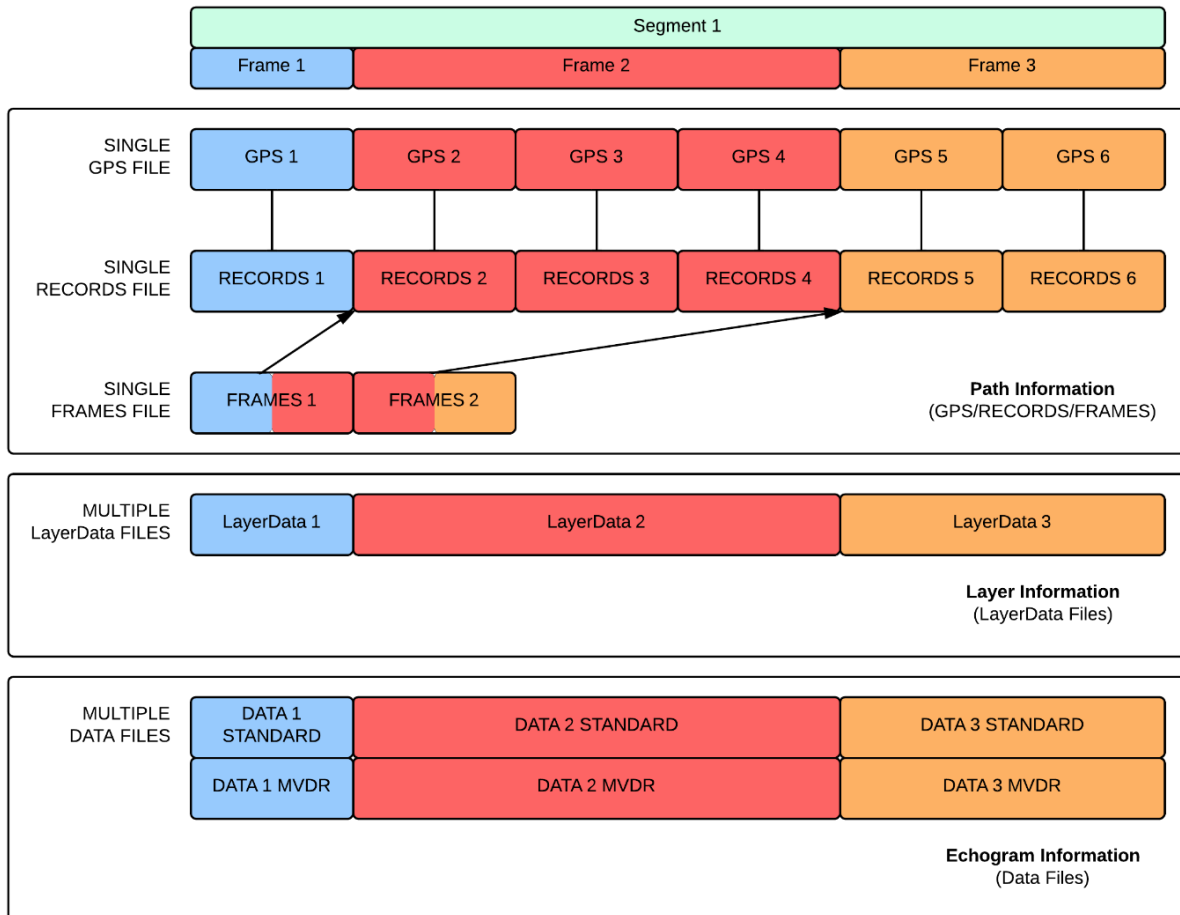 Segment 1
Frame 1
Frame 2
Frame 3
SINGLE
GPS FILE
GPS 1
GPS 2
GPS 3
GPS 4
GPS 5
GPS 6
SINGLE
RECORDS FILE
RECORDS 1
RECORDS 2
RECORDS 3
RECORDS 4
RECORDS 5
RECORDS 6
SINGLE
FRAMES FILE
FRAMES 1
FRAMES 2
Path Information
(GPS/RECORDS/FRAMES)
MULTIPLE
LayerData FILES
LayerData 1
LayerData 2
LayerData 3
Layer Information
(LayerData Files)
MULTIPLE
DATA FILES
DATA 1
STANDARD
DATA 2 STANDARD
DATA 3 STANDARD
DATA 1 MVDR
DATA 2 MVDR
DATA 3 MVDR
Echogram Information
(Data Files)